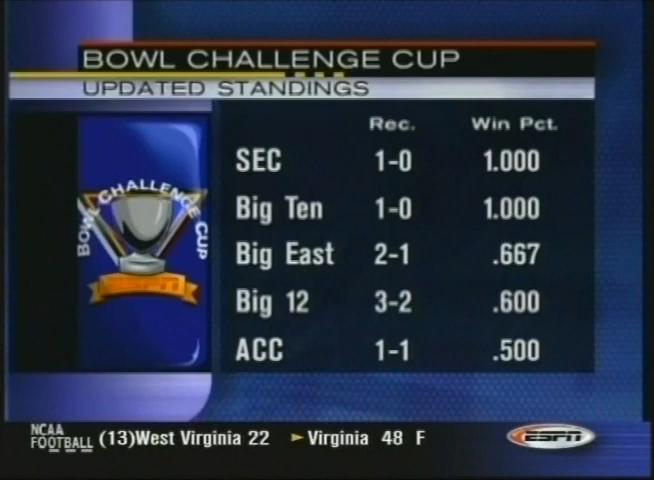 BOWL CHALLENGE CUP
UPDATED STANDINGS
Rec. Win Pct.
BOWL CHALLENGE CUP
SEC 1-0 1.000
Big Ten 1-0 1.000
Big East 2-1 .667
Big 12 3-2 .600
ACC 1-1 .500
NCAA
FOOTBALL (13)West Virginia 22 Virginia 48 F
ESPN